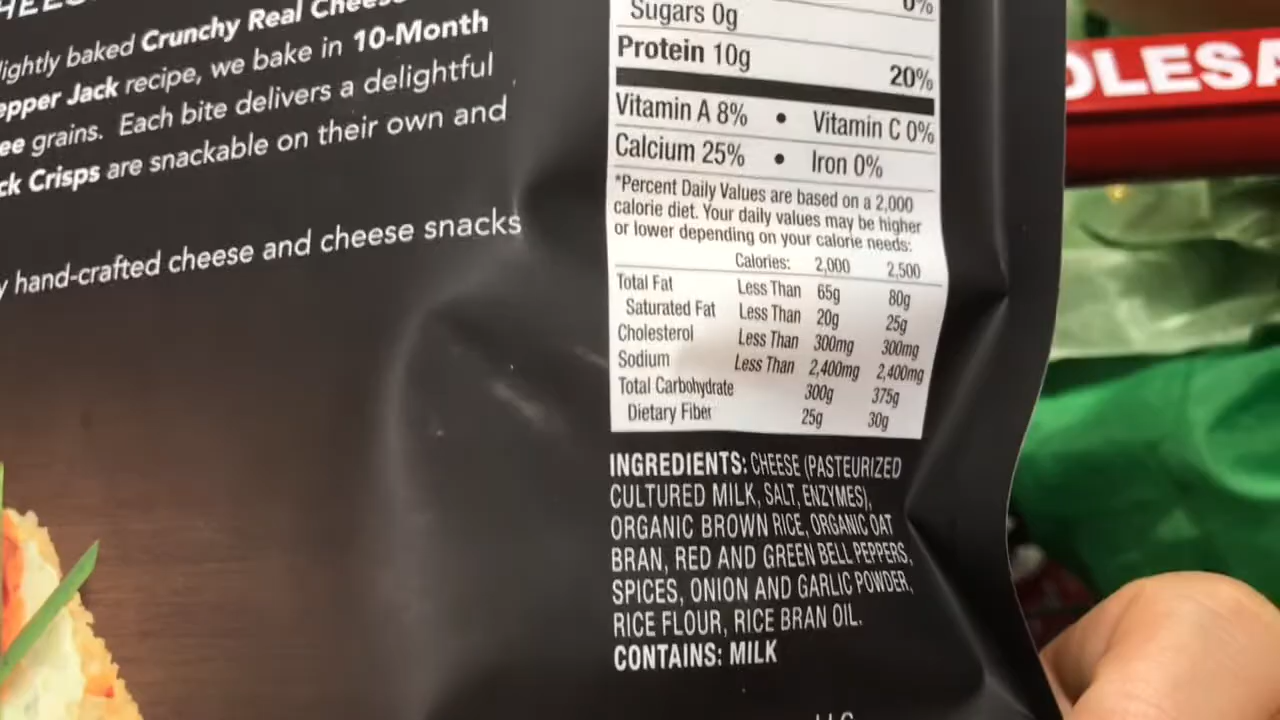 lightly baked Crunchy Real
Pepper Jack recipe, we bake in 10-Month
grains. Each bite delivers a delightful
Crisps are snackable on their own and
hand-crafted cheese and cheese snacks
0%
Sugars 0g
Protein 10g 20%
Vitamin A 8% • Vitamin C 0%
Calcium 25% • Iron 0%
*Percent Daily Values are based on a 2,000
calorie diet. Your daily values may be higher
or lower depending on your calorie needs:
Calories: 2,000 2,500
Total Fat Less Than 65g 80g
Saturated Fat Less Than 20g 25g
Cholesterol Less Than 300mg 300mg
Sodium Less Than 2,400mg 2,400mg
Total Carbohydrate 300g 375g
Dietary Fiber 25g 30g
INGREDIENTS: CHEESE (PASTEURIZED
CULTURED MILK, SALT, ENZYMES),
ORGANIC BROWN RICE, ORGANIC OAT
BRAN, RED AND GREEN BELL PEPPERS,
SPICES, ONION AND GARLIC POWDER,
RICE FLOUR, RICE BRAN OIL.
CONTAINS: MILK